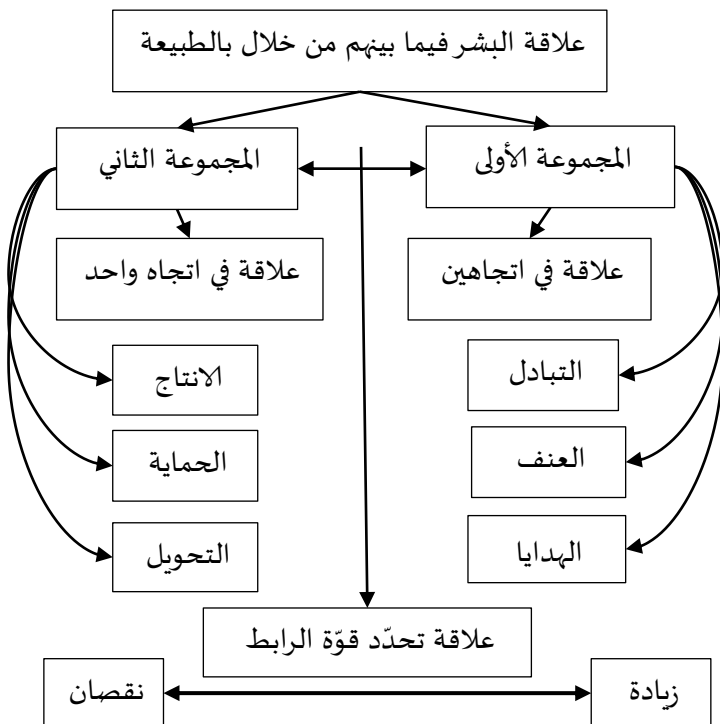 علاقة البشر فيما بينهم من خلال بالطبيعة
المجموعة الأولى
المجموعة الثاني
علاقة في اتجاهين
علاقة في اتجاه واحد
التبادل
الانتاج
العنف
الحماية
الهدايا
التحويل
علاقة تحدّد قوّة الرابط
زيادة
نقصان